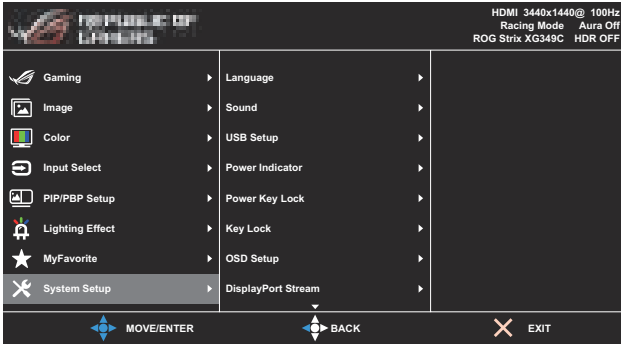 HDMI 3440x1440@ 100Hz
Racing Mode Aura Off
ROG Strix XG349C HDR OFF
Gaming
Language
Image
Sound
Color
USB Setup
Input Select
Power Indicator
PIP/PBP Setup
Power Key Lock
Lighting Effect
Key Lock
MyFavorite
OSD Setup
System Setup
DisplayPort Stream
MOVE/ENTER
BACK
EXIT